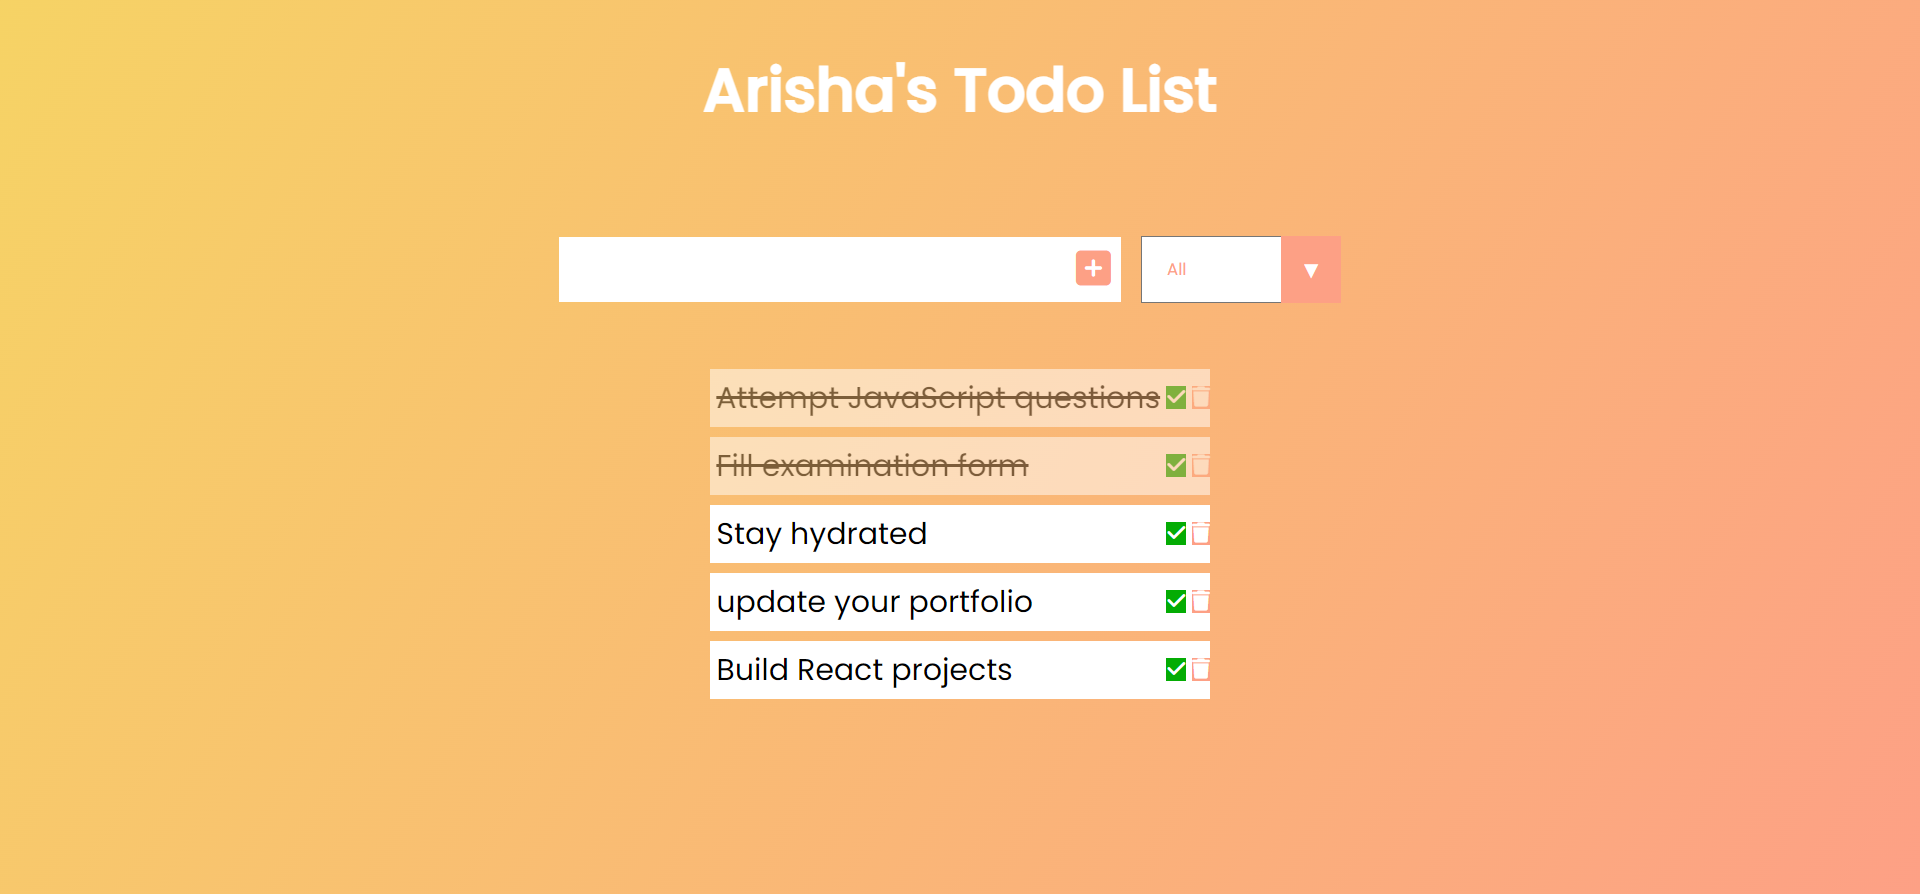 Arisha's Todo List
All
Attempt JavaScript questions
Fill examination form
Stay hydrated
update your portfolio
Build React projects